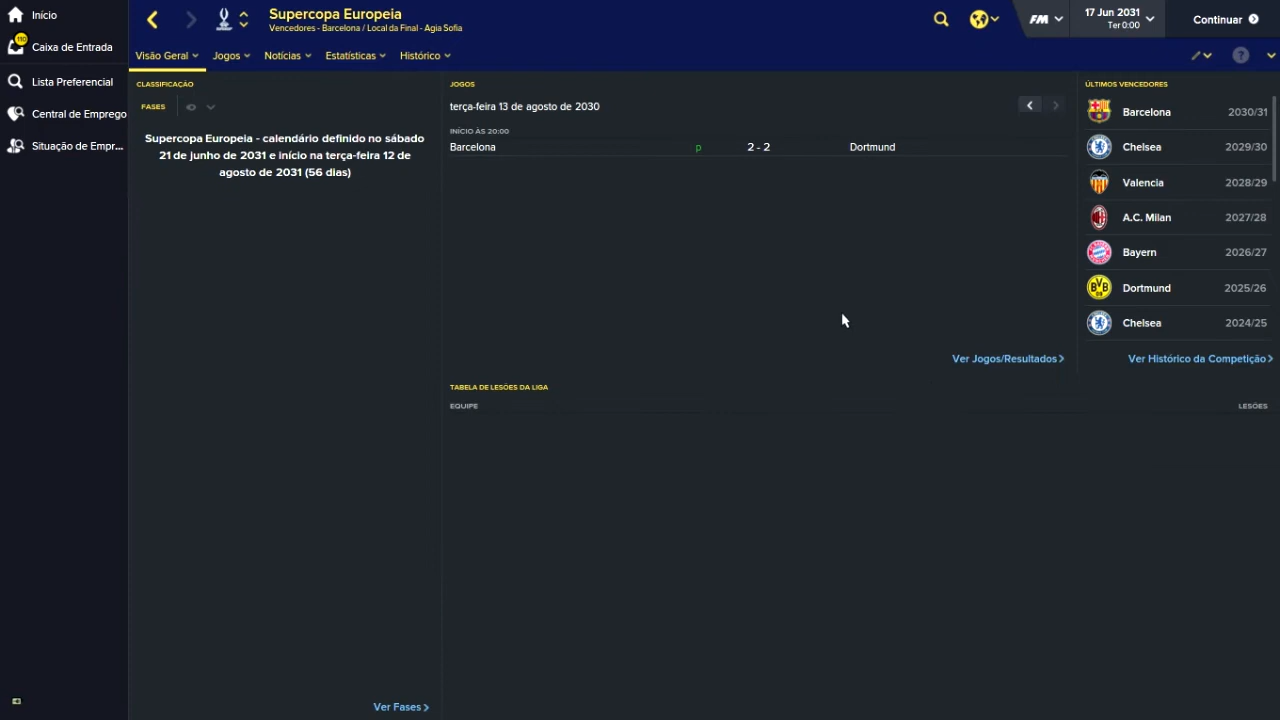 Início
110
Caixa de Entrada
Lista Preferencial
Central de Emprego
Situação de Empr...
Supercopa Europeia
Vencedores - Barcelona / Local da Final - Agia Sofia
FM
17 Jun 2031
Ter 0:00
Continuar
Visão Geral
Jogos
Notícias
Estatísticas
Histórico
?
CLASSIFICAÇÃO
FASES
Supercopa Europeia - calendário definido no sábado
21 de junho de 2031 e início na terça-feira 12 de
agosto de 2031 (56 dias)
Ver Fases
JOGOS
terça-feira 13 de agosto de 2030
INÍCIO ÀS 20:00
Barcelona p 2 - 2 Dortmund
Ver Jogos/Resultados
TABELA DE LESÕES DA LIGA
EQUIPE LESÕES
ÚLTIMOS VENCEDORES
Barcelona 2030/31
Chelsea 2029/30
Valencia 2028/29
A.C. Milan 2027/28
Bayern 2026/27
BVB
09
Dortmund 2025/26
Chelsea 2024/25
Ver Histórico da Competição